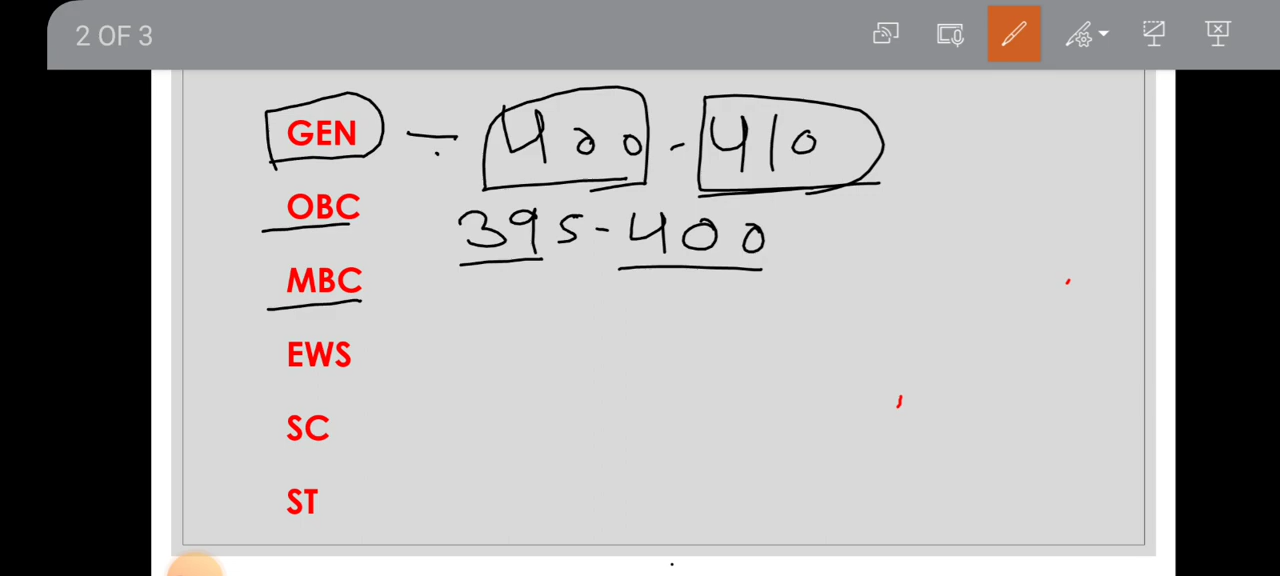 2 OF 3
GEN - 400 - 410
OBC 395 - 400
MBC
EWS
SC
ST